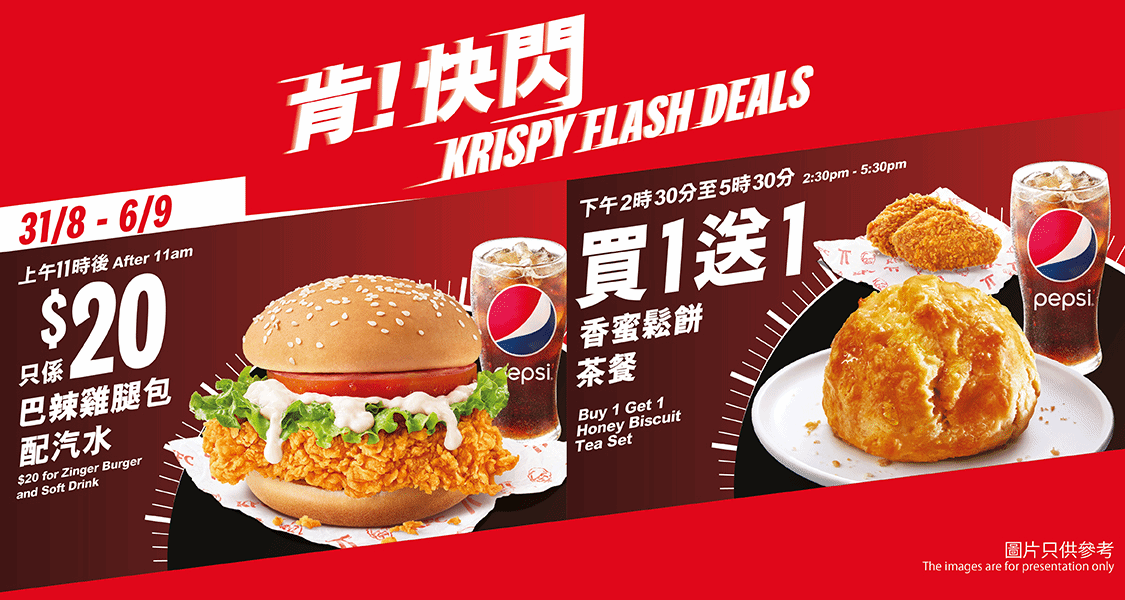 肯!快閃
KRISPY FLASH DEALS
31/8 - 6/9
上午11時後 After 11am
只係 $20
巴辣雞腿包
配汽水
$20 for Zinger Burger
and Soft Drink
epsi
下午2時30分至5時30分 2:30pm - 5:30pm
買1送1
香蜜鬆餅
茶餐
Buy 1 Get 1
Honey Biscuit
Tea Set
pepsi
圖片只供參考
The images are for presentation only